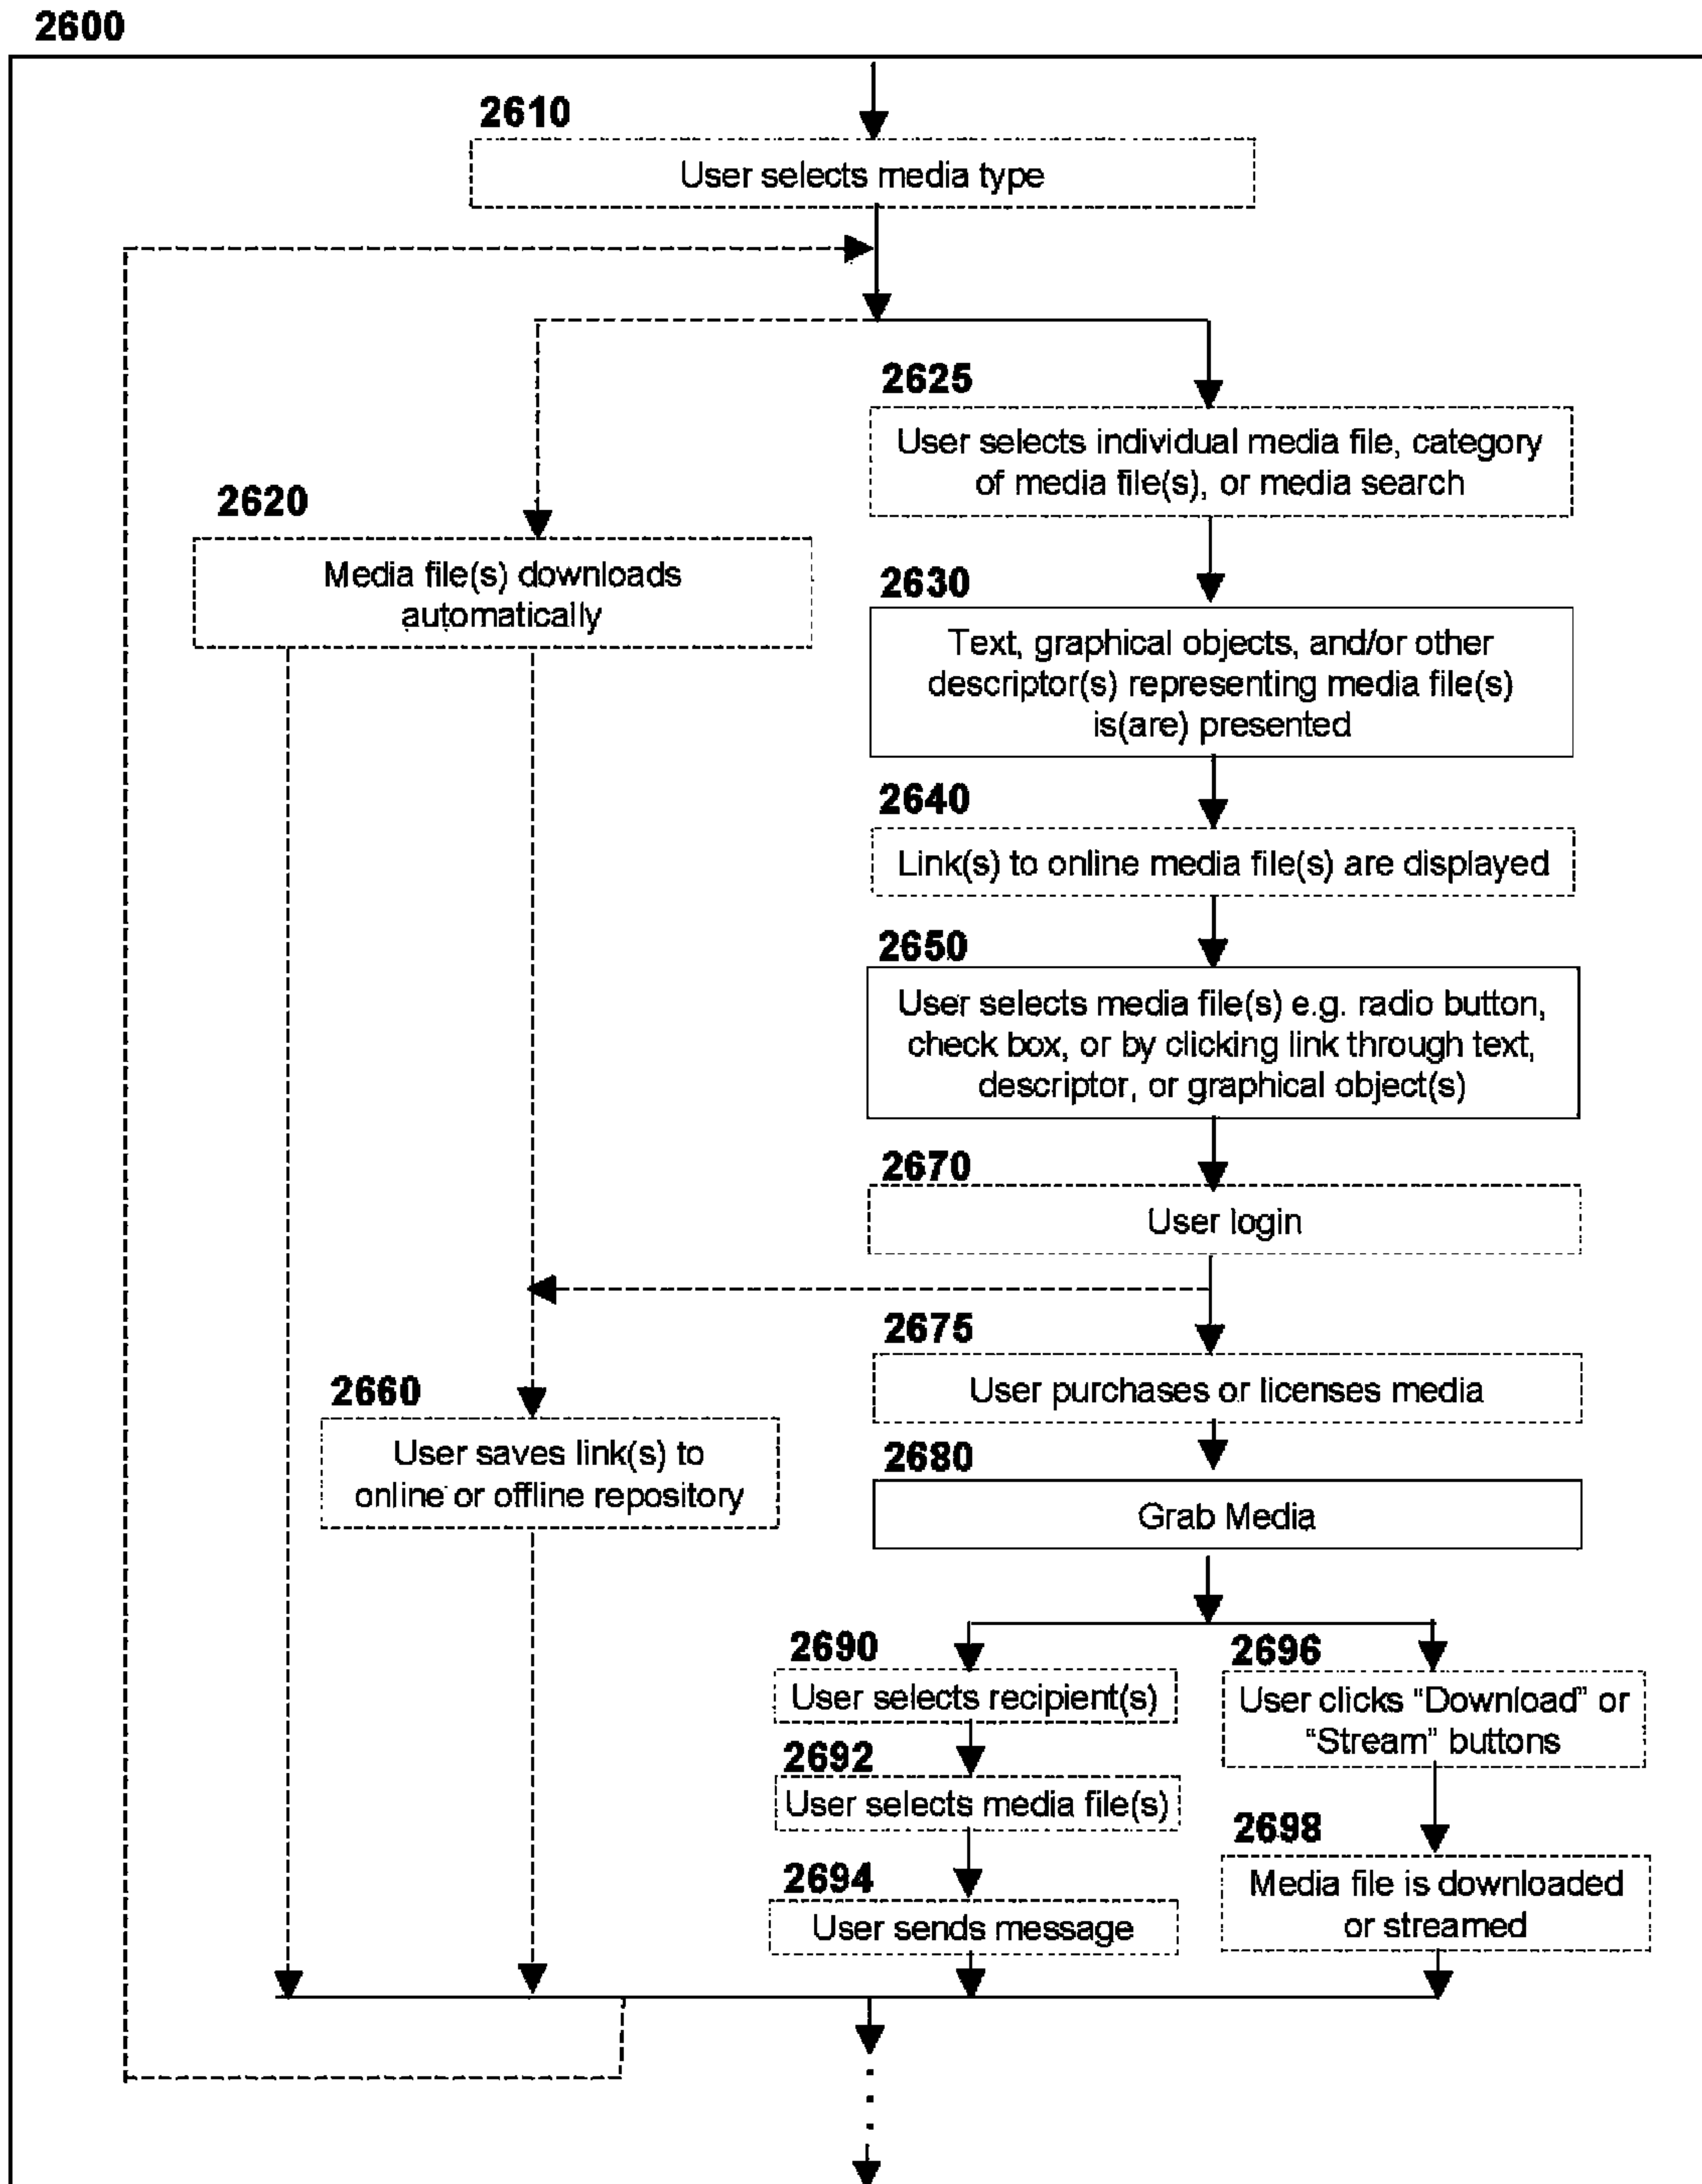 2600
2610
User selects media type
2625
User selects individual media file, category
of media file(s), or media search
2620
Media file(s) downloads
automatically
2630
Text, graphical objects, and/or other
descriptor(s) representing media file(s)
is(are) presented
2640
Link(s) to online media file(s) are displayed
2650
User selects media file(s) e.g. radio button,
check box, or by clicking link through text,
descriptor, or graphical object(s)
2670
User login
2675
User purchases or licenses media
2660
User saves link(s) to
online or offline repository
2680
Grab Media
2690
User selects recipient(s)
2692
User selects media file(s)
2694
User sends message
2696
User clicks “Download” or
“Stream” buttons
2698
Media file is downloaded
or streamed